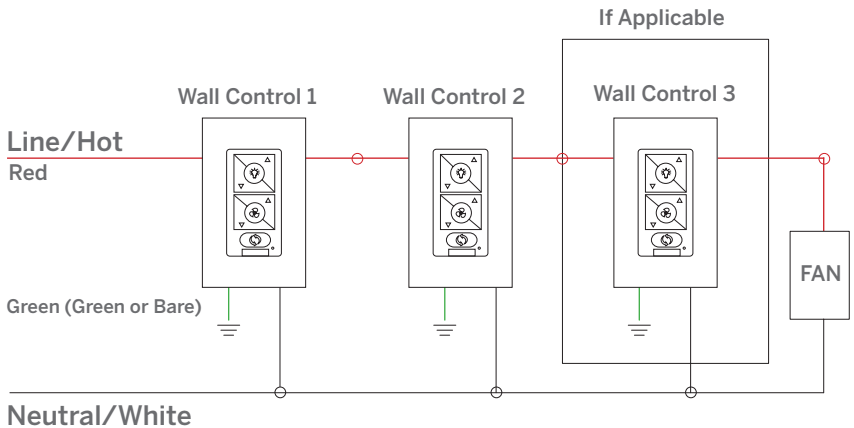 If Applicable
Wall Control 1
Wall Control 2
Wall Control 3
Line/Hot
Red
FAN
Green (Green or Bare)
Neutral/White